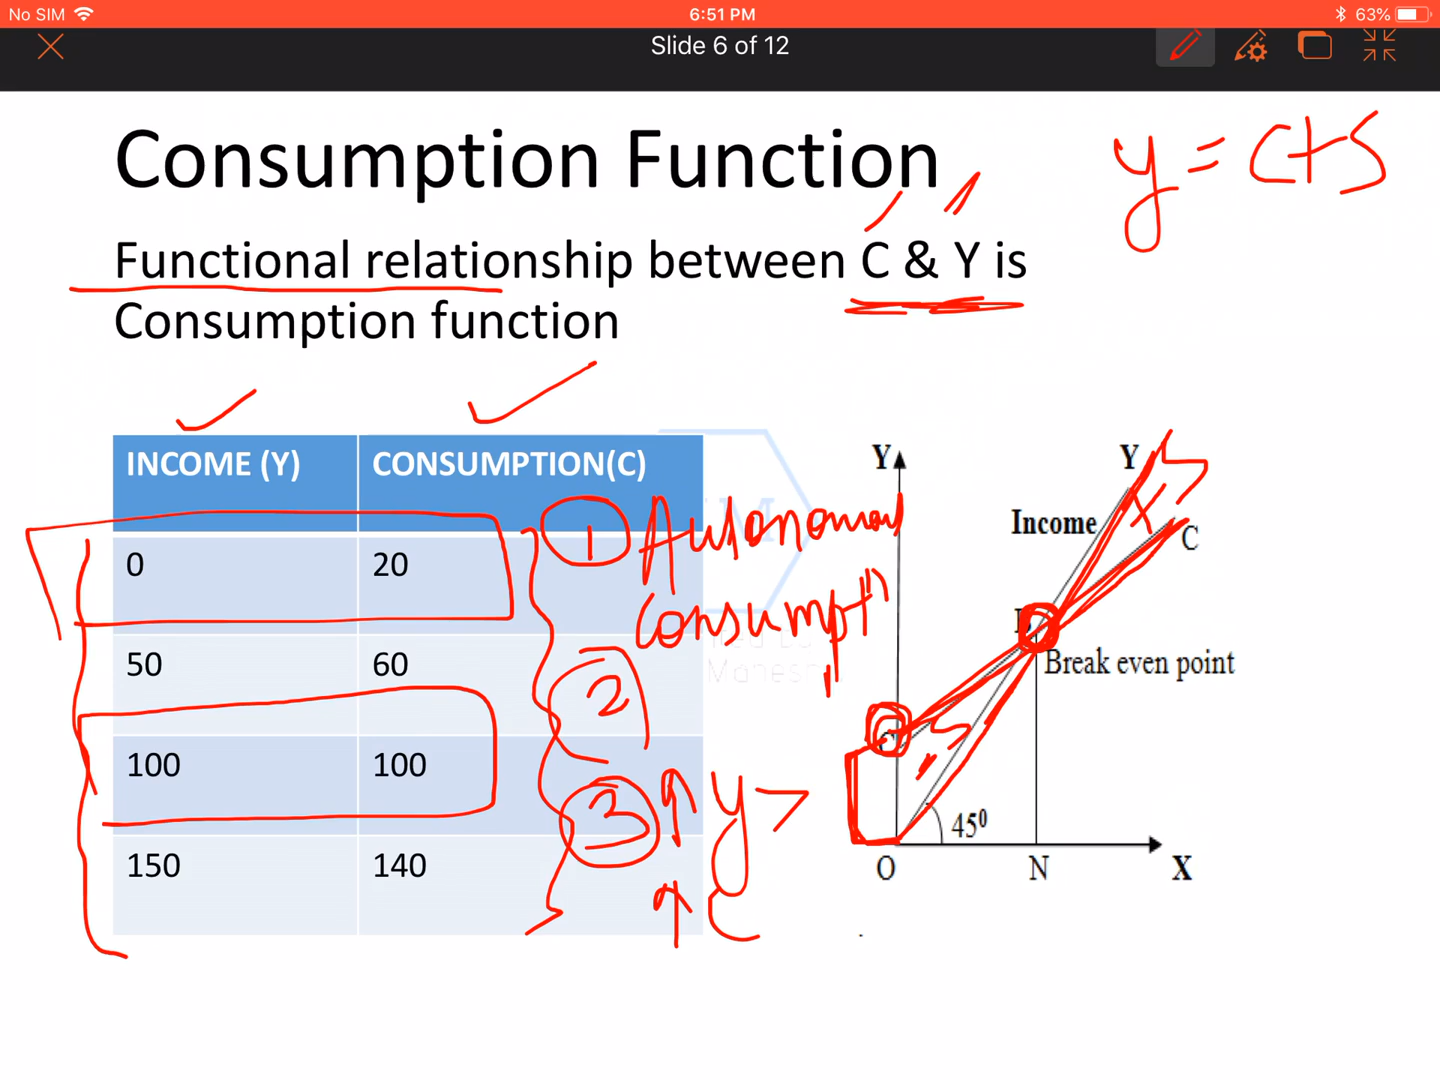 No SIM 6:51 PM 63%
Slide 6 of 12
Consumption Function
y = C+S
Functional relationship between C & Y is
Consumption function
INCOME (Y) CONSUMPTION(C)
0 20
50 60
100 100
150 140
1 Autonomous
Consumptⁿ
2
3 ↑ y >
↑ C
Y
Y
Income
C
B
Break even point
C
45⁰
O N X